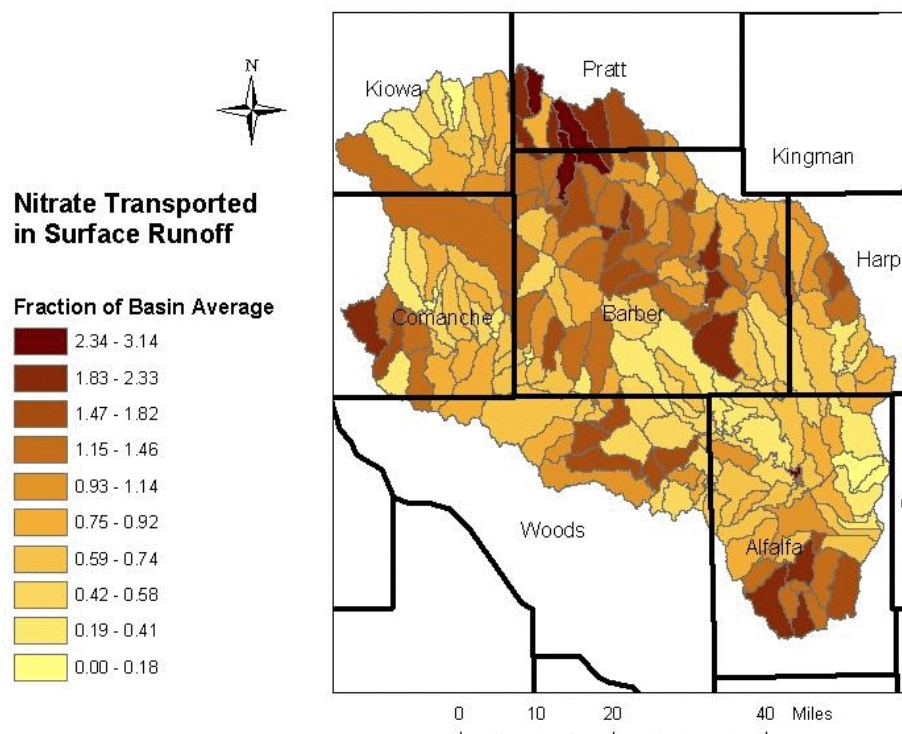 N
Kiowa
Pratt
Kingman
Nitrate Transported
in Surface Runoff
Harp
Fraction of Basin Average
2.34 - 3.14
1.83 - 2.33
1.47 - 1.82
1.15 - 1.46
0.93 - 1.14
0.75 - 0.92
0.59 - 0.74
0.42 - 0.58
0.19 - 0.41
0.00 - 0.18
Comanche
Barber
Woods
Alfalfa
0 10 20 40 Miles